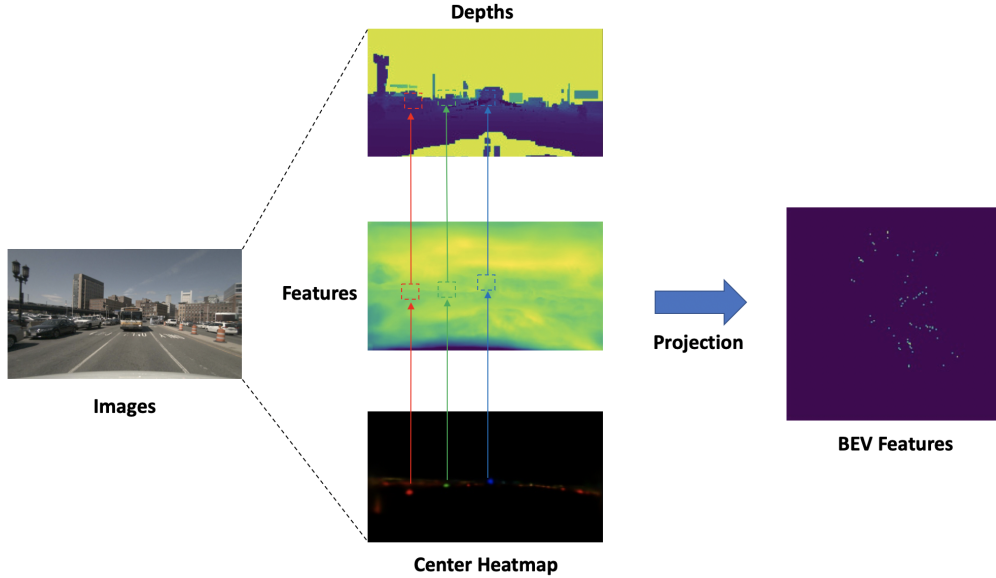 Depths
Features
Projection
Images
BEV Features
Center Heatmap